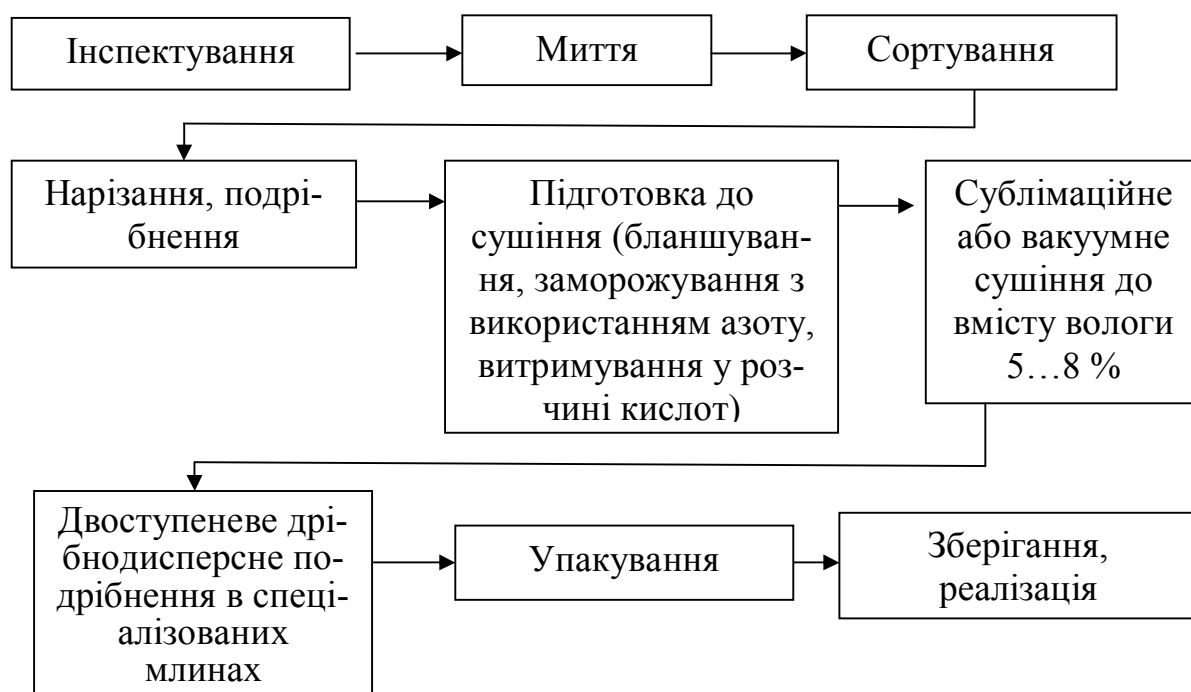 Інспектування
Миття
Сортування
Нарізання, подрі-
бнення
Підготовка до
сушіння (бланшуван-
ня, заморожування з
використанням азоту,
витримування у роз-
чині кислот)
Сублімаційне
або вакуумне
сушіння до
вмісту вологи
5…8 %
Двоступеневе дрі-
бнодисперсне по-
дрібнення в спеці-
алізованих
млинах
Упакування
Зберігання,
реалізація